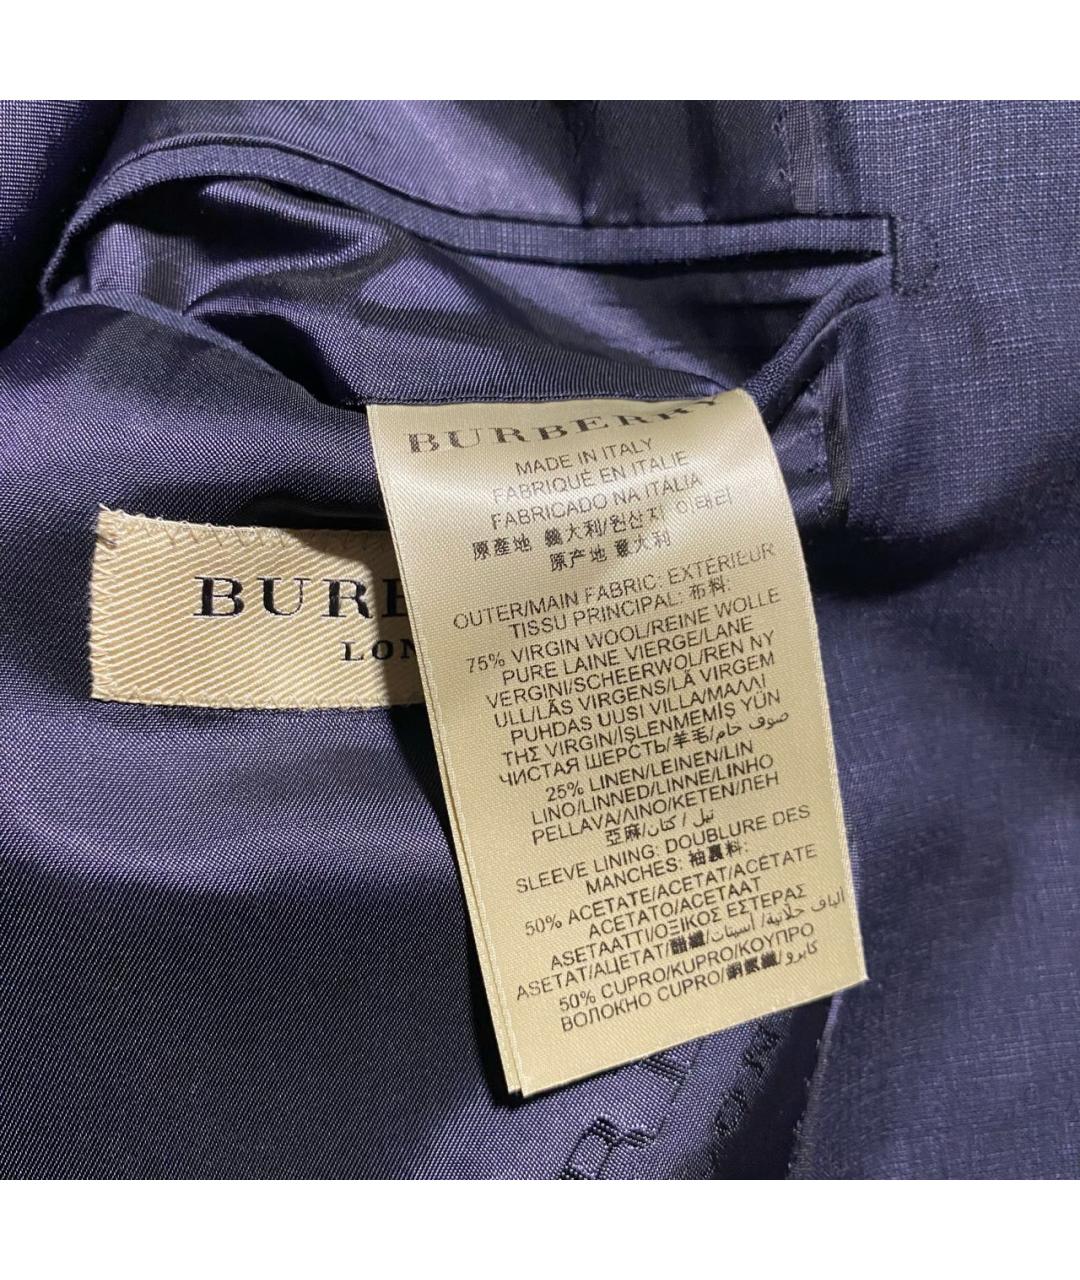 BURBERRY
MADE IN ITALY
FABRIQUÉ EN ITALIE
FABRICADO NA ITÁLIA
原產地 義大利/원산지 이태리
原产地 意大利
OUTER/MAIN FABRIC: EXTÉRIEUR
TISSU PRINCIPAL: 布料:
75% VIRGIN WOOL/REINE WOLLE
PURE LAINE VIERGE/LANE
VERGINI/SCHEERWOL/REN NY
ULL/LÃS VIRGENS/LÃ VIRGEM
PUHDAS UUSI VILLA/ΜΑΛΛΙ
ΤΗΣ VIRGIN/İŞLENMEMİŞ YÜN
ЧИСТАЯ ШЕРСТЬ/羊毛/صوف خام
25% LINEN/LEINEN/LIN
LINO/LINNED/LINNE/LINHO
PELLAVA/ΛΙΝΟ/KETEN/ЛЕН
亞麻/كتان / تيل
SLEEVE LINING: DOUBLURE DES
MANCHES: 袖裏料:
50% ACETATE/ACETAT/ACÉTATE
ACETATO/ACETAAT
ASETAATTI/ΟΞΙΚΟΣ ΕΣΤΕΡΑΣ
ASETAT/АЦЕТАТ/醋纖/أسيتات/ألياف خلاتية
50% CUPRO/KUPRO/ΚΟΥΠΡΟ
ВОЛОКНО CUPRO/كابرو
BUR
LON